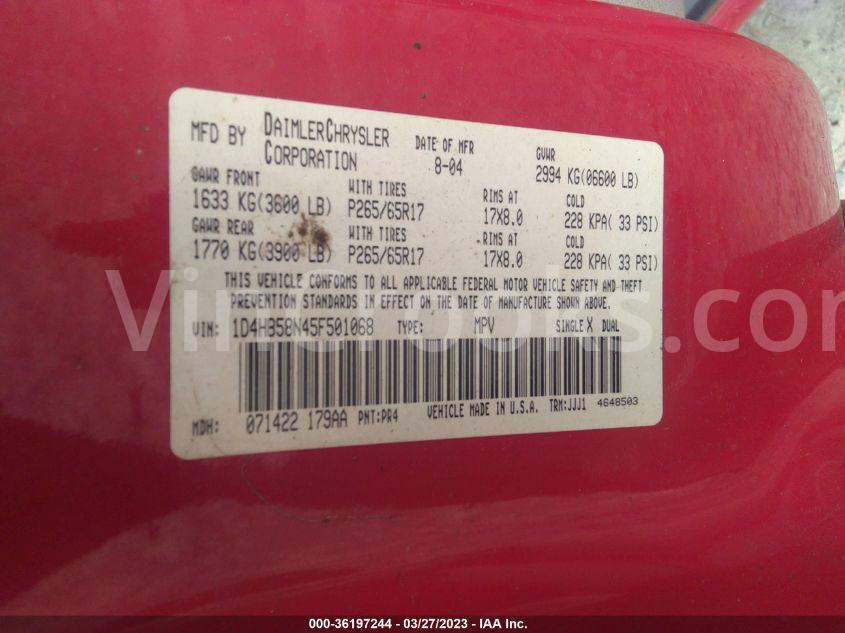 MFD BY DAIMLERCHRYSLER CORPORATION DATE OF MFR 8-04 GVWR 2994 KG(06600 LB)
GAWR FRONT WITH TIRES RIMS AT COLD
1633 KG(3600 LB) P265/65R17 17X8.0 228 KPA( 33 PSI)
GAWR REAR WITH TIRES RIMS AT COLD
1770 KG(3900 LB) P265/65R17 17X8.0 228 KPA( 33 PSI)
THIS VEHICLE CONFORMS TO ALL APPLICABLE FEDERAL MOTOR VEHICLE SAFETY AND THEFT
PREVENTION STANDARDS IN EFFECT ON THE DATE OF MANUFACTURE SHOWN ABOVE.
VIN: 1D4HB58N45F501068 TYPE: MPV SINGLE X DUAL
MDH: 071422 179AA PNT:PR4 VEHICLE MADE IN U.S.A. TRM:JJJ1 4648503
VinCrooks.com
000-36197244 / 03/27/2023 - IAA Inc.